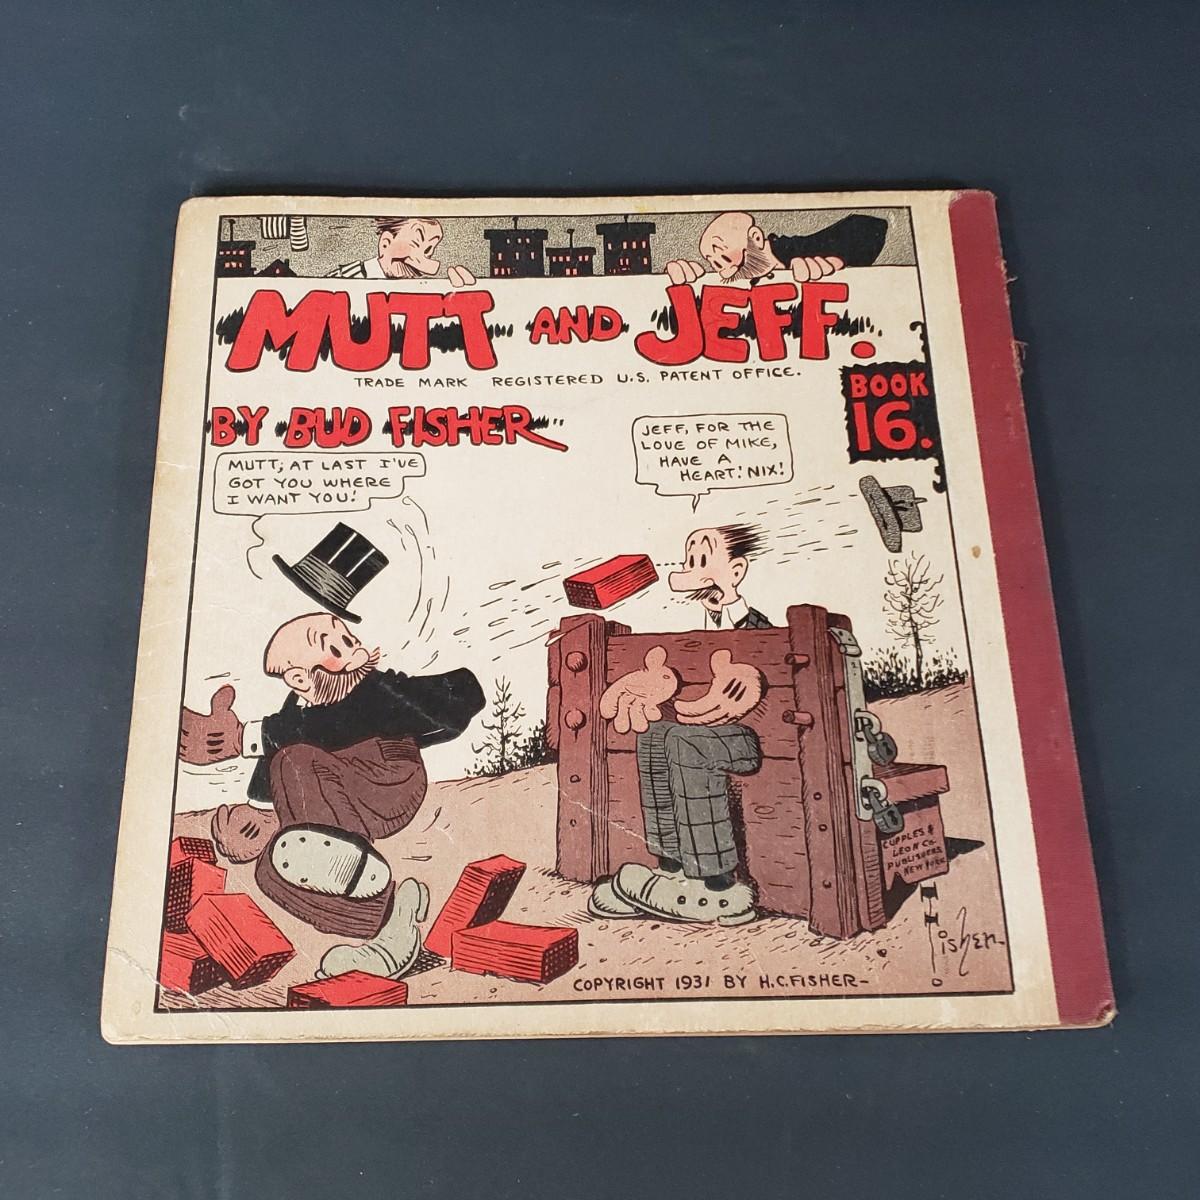 MUTT AND JEFF.
TRADE MARK REGISTERED U.S. PATENT OFFICE.
BOOK
16.
BY BUD FISHER
MUTT, AT LAST I'VE
GOT YOU WHERE
I WANT YOU!
JEFF, FOR THE
LOVE OF MIKE,
HAVE A
HEART! NIX!
CUPPLES &
LEON CO.
PUBLISHERS
NEW YORK
Fisher
COPYRIGHT 1931 BY H.C. FISHER-